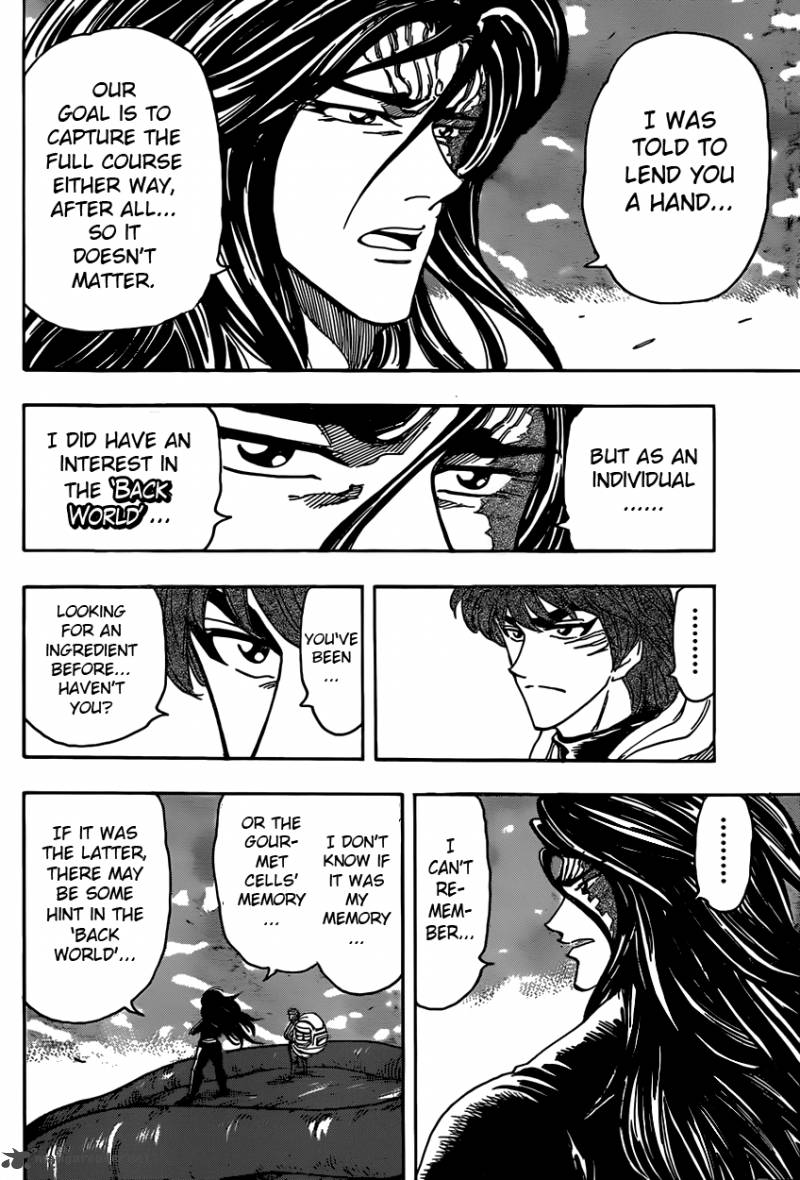 I WAS
TOLD TO
LEND YOU
A HAND...
OUR
GOAL IS TO
CAPTURE THE
FULL COURSE
EITHER WAY,
AFTER ALL...
SO IT
DOESN'T
MATTER.
BUT AS AN
INDIVIDUAL
......
I DID HAVE AN
INTEREST IN
THE 'BACK
WORLD' ...
........
YOU'VE
BEEN
...
LOOKING
FOR AN
INGREDIENT
BEFORE...
HAVEN'T
YOU?
........
I
CAN'T
RE-
MEM-
BER...
I DON'T
KNOW IF
IT WAS
MY
MEMORY
...
OR THE
GOUR-
MET
CELLS'
MEMORY
...
IF IT WAS
THE LATTER,
THERE MAY
BE SOME
HINT IN THE
'BACK
WORLD'...